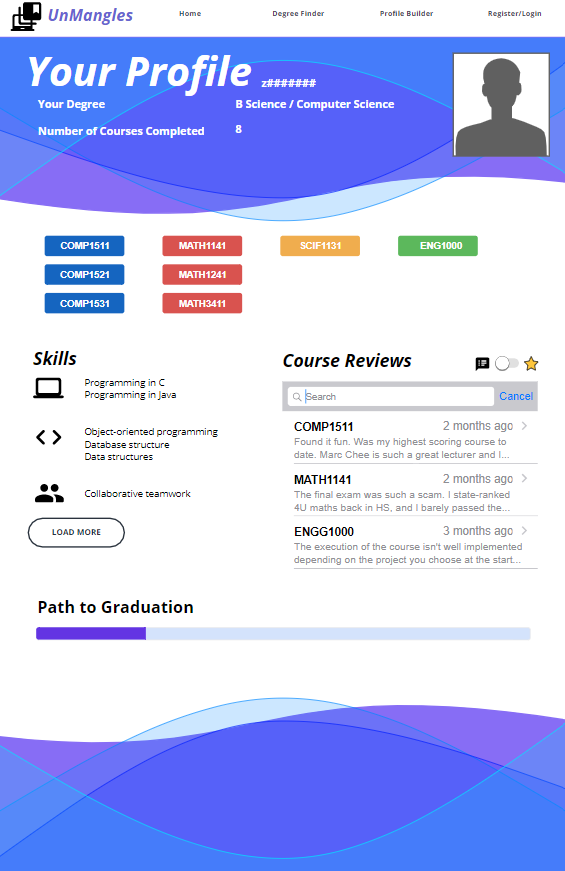 UnMangles
Home
Degree Finder
Profile Builder
Register/Login
Your Profile z#######
Your Degree B Science / Computer Science
Number of Courses Completed 8
COMP1511 MATH1141 SCIF1131 ENG1000
COMP1521 MATH1241
COMP1531 MATH3411
Skills
Programming in C
Programming in Java
Object-oriented programming
Database structure
Data structures
Collaborative teamwork
LOAD MORE
Course Reviews
Search Cancel
COMP1511 2 months ago
Found it fun. Was my highest scoring course to
date. Marc Chee is such a great lecturer and I...
MATH1141 2 months ago
The final exam was such a scam. I state-ranked
4U maths back in HS, and I barely passed the...
ENGG1000 3 months ago
The execution of the course isn't well implemented
depending on the project you choose at the start...
Path to Graduation